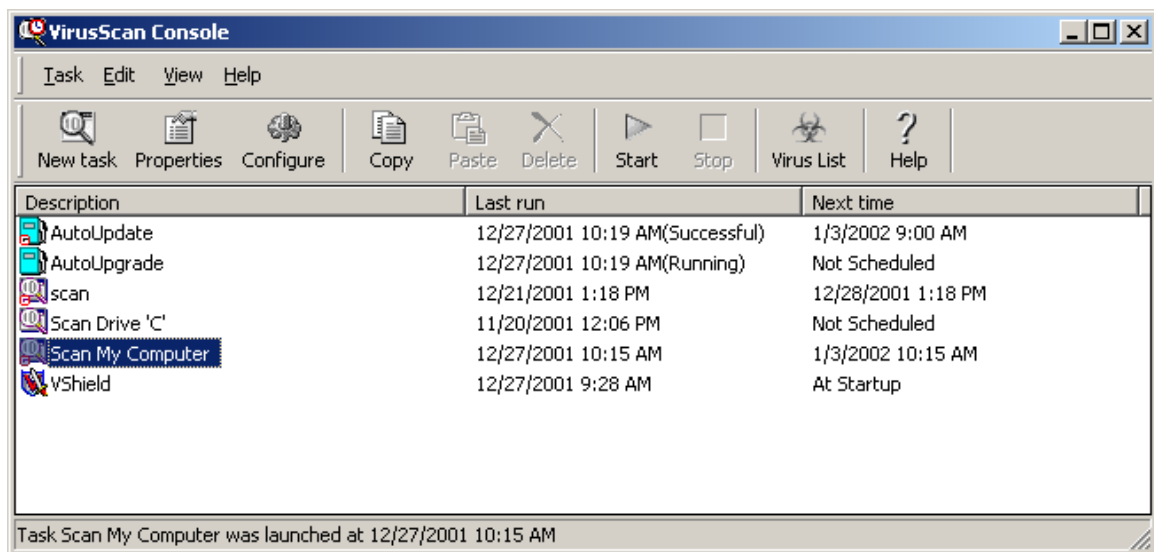 VirusScan Console
Task Edit View Help
New task Properties Configure Copy Paste Delete Start Stop Virus List Help
Description Last run Next time
AutoUpdate 12/27/2001 10:19 AM(Successful) 1/3/2002 9:00 AM
AutoUpgrade 12/27/2001 10:19 AM(Running) Not Scheduled
scan 12/21/2001 1:18 PM 12/28/2001 1:18 PM
Scan Drive 'C' 11/20/2001 12:06 PM Not Scheduled
Scan My Computer 12/27/2001 10:15 AM 1/3/2002 10:15 AM
VShield 12/27/2001 9:28 AM At Startup
Task Scan My Computer was launched at 12/27/2001 10:15 AM